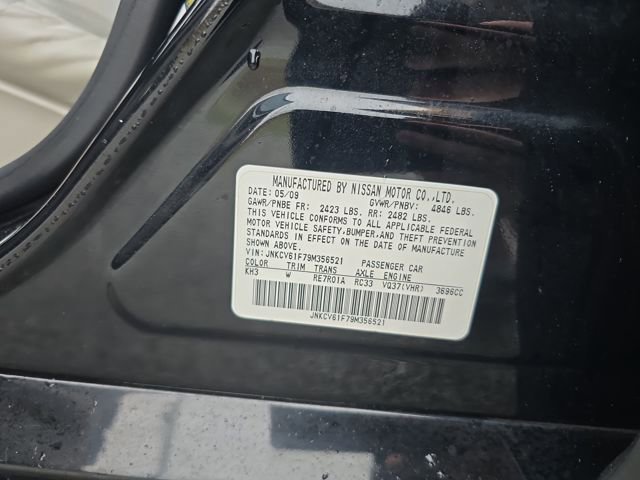 MANUFACTURED BY NISSAN MOTOR CO.,LTD.
DATE: 05/09 GVWR/PNBV: 4846 LBS.
GAWR/PNBE FR: 2423 LBS. RR: 2482 LBS.
THIS VEHICLE CONFORMS TO ALL APPLICABLE FEDERAL
MOTOR VEHICLE SAFETY,BUMPER,AND THEFT PREVENTION
STANDARDS IN EFFECT ON THE DATE OF MANUFACTURE
SHOWN ABOVE.
VIN: JNKCV61F79M356521 PASSENGER CAR
COLOR TRIM TRANS AXLE ENGINE
KH3 W RE7R01A RC33 VQ37(VHR) 3696CC
JNKCV61F79M356521